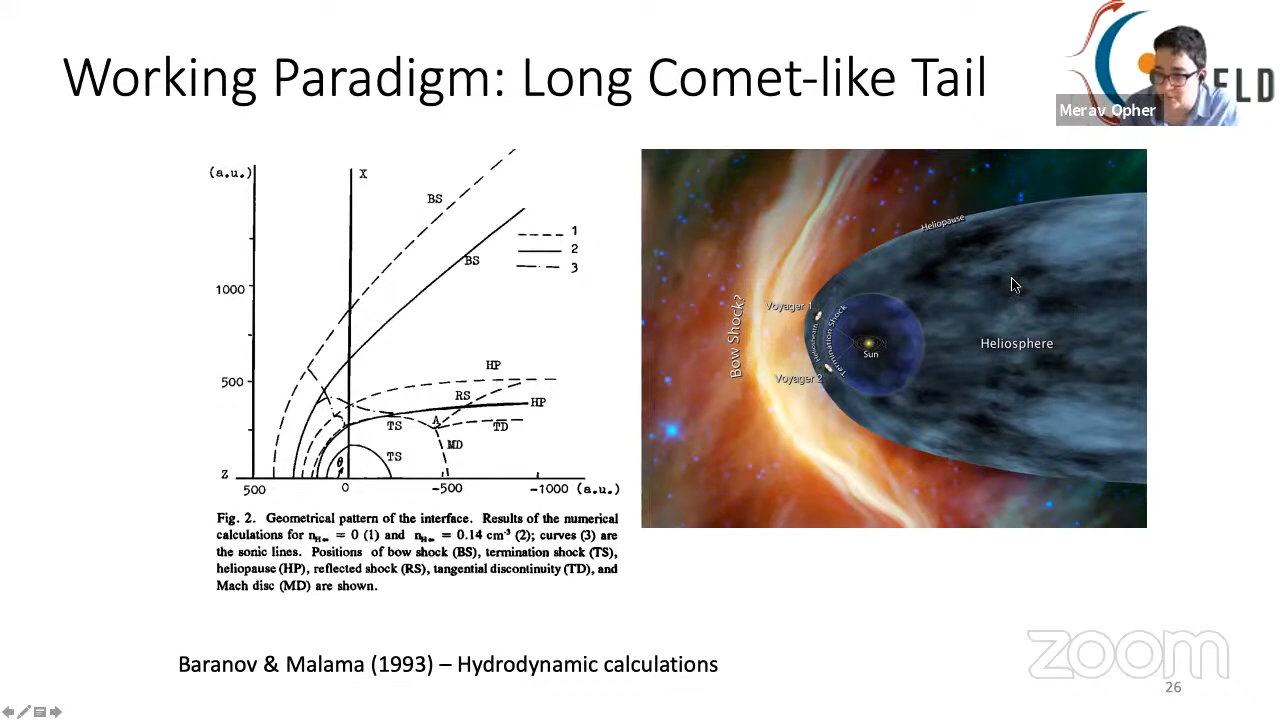 Working Paradigm: Long Comet-like Tail
ELD
Merav Opher
(a.u.)
X
BS
1
2
BS
3
1000
HP
500
RS
HP
A
TS
TD
MD
TS
θ
Z
500
0
-500
-1000 (a.u.)
Fig. 2. Geometrical pattern of the interface. Results of the numerical
calculations for nH∞ = 0 (1) and nH∞ = 0.14 cm⁻³ (2); curves (3) are
the sonic lines. Positions of bow shock (BS), termination shock (TS),
heliopause (HP), reflected shock (RS), tangential discontinuity (TD), and
Mach disc (MD) are shown.
Heliopause
Bow Shock?
Voyager 1
Heliosheath
Termination Shock
Sun
Heliosphere
Voyager 2
Baranov & Malama (1993) – Hydrodynamic calculations
zoom
26